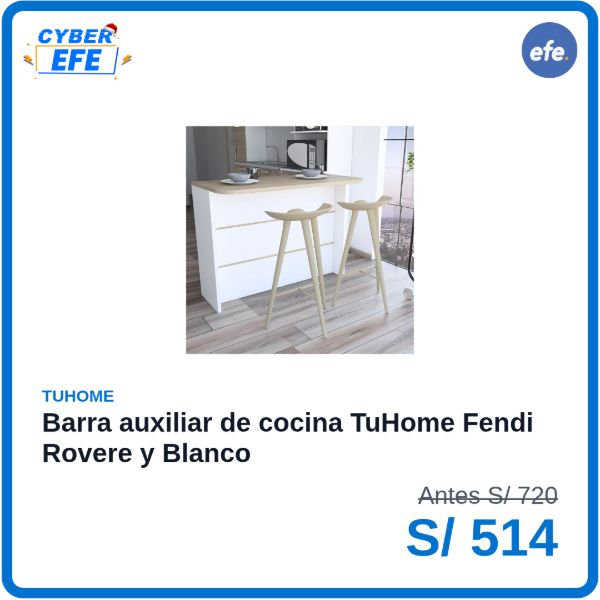 CYBER
EFE
efe.
TUHOME
Barra auxiliar de cocina TuHome Fendi
Rovere y Blanco
Antes S/ 720
S/ 514